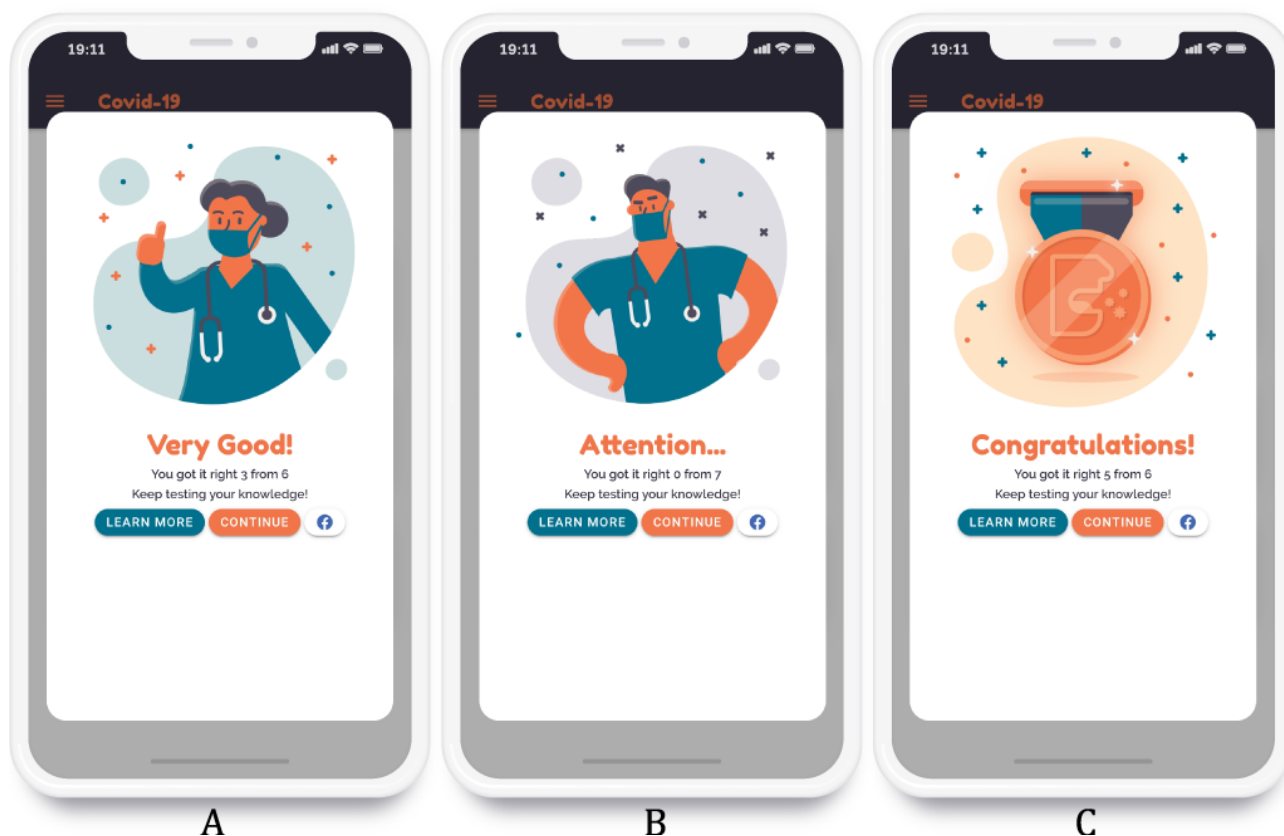 19:11
Covid-19
Very Good!
You got it right 3 from 6
Keep testing your knowledge!
LEARN MORE
CONTINUE
A
19:11
Covid-19
Attention...
You got it right 0 from 7
Keep testing your knowledge!
LEARN MORE
CONTINUE
B
19:11
Covid-19
Congratulations!
You got it right 5 from 6
Keep testing your knowledge!
LEARN MORE
CONTINUE
C